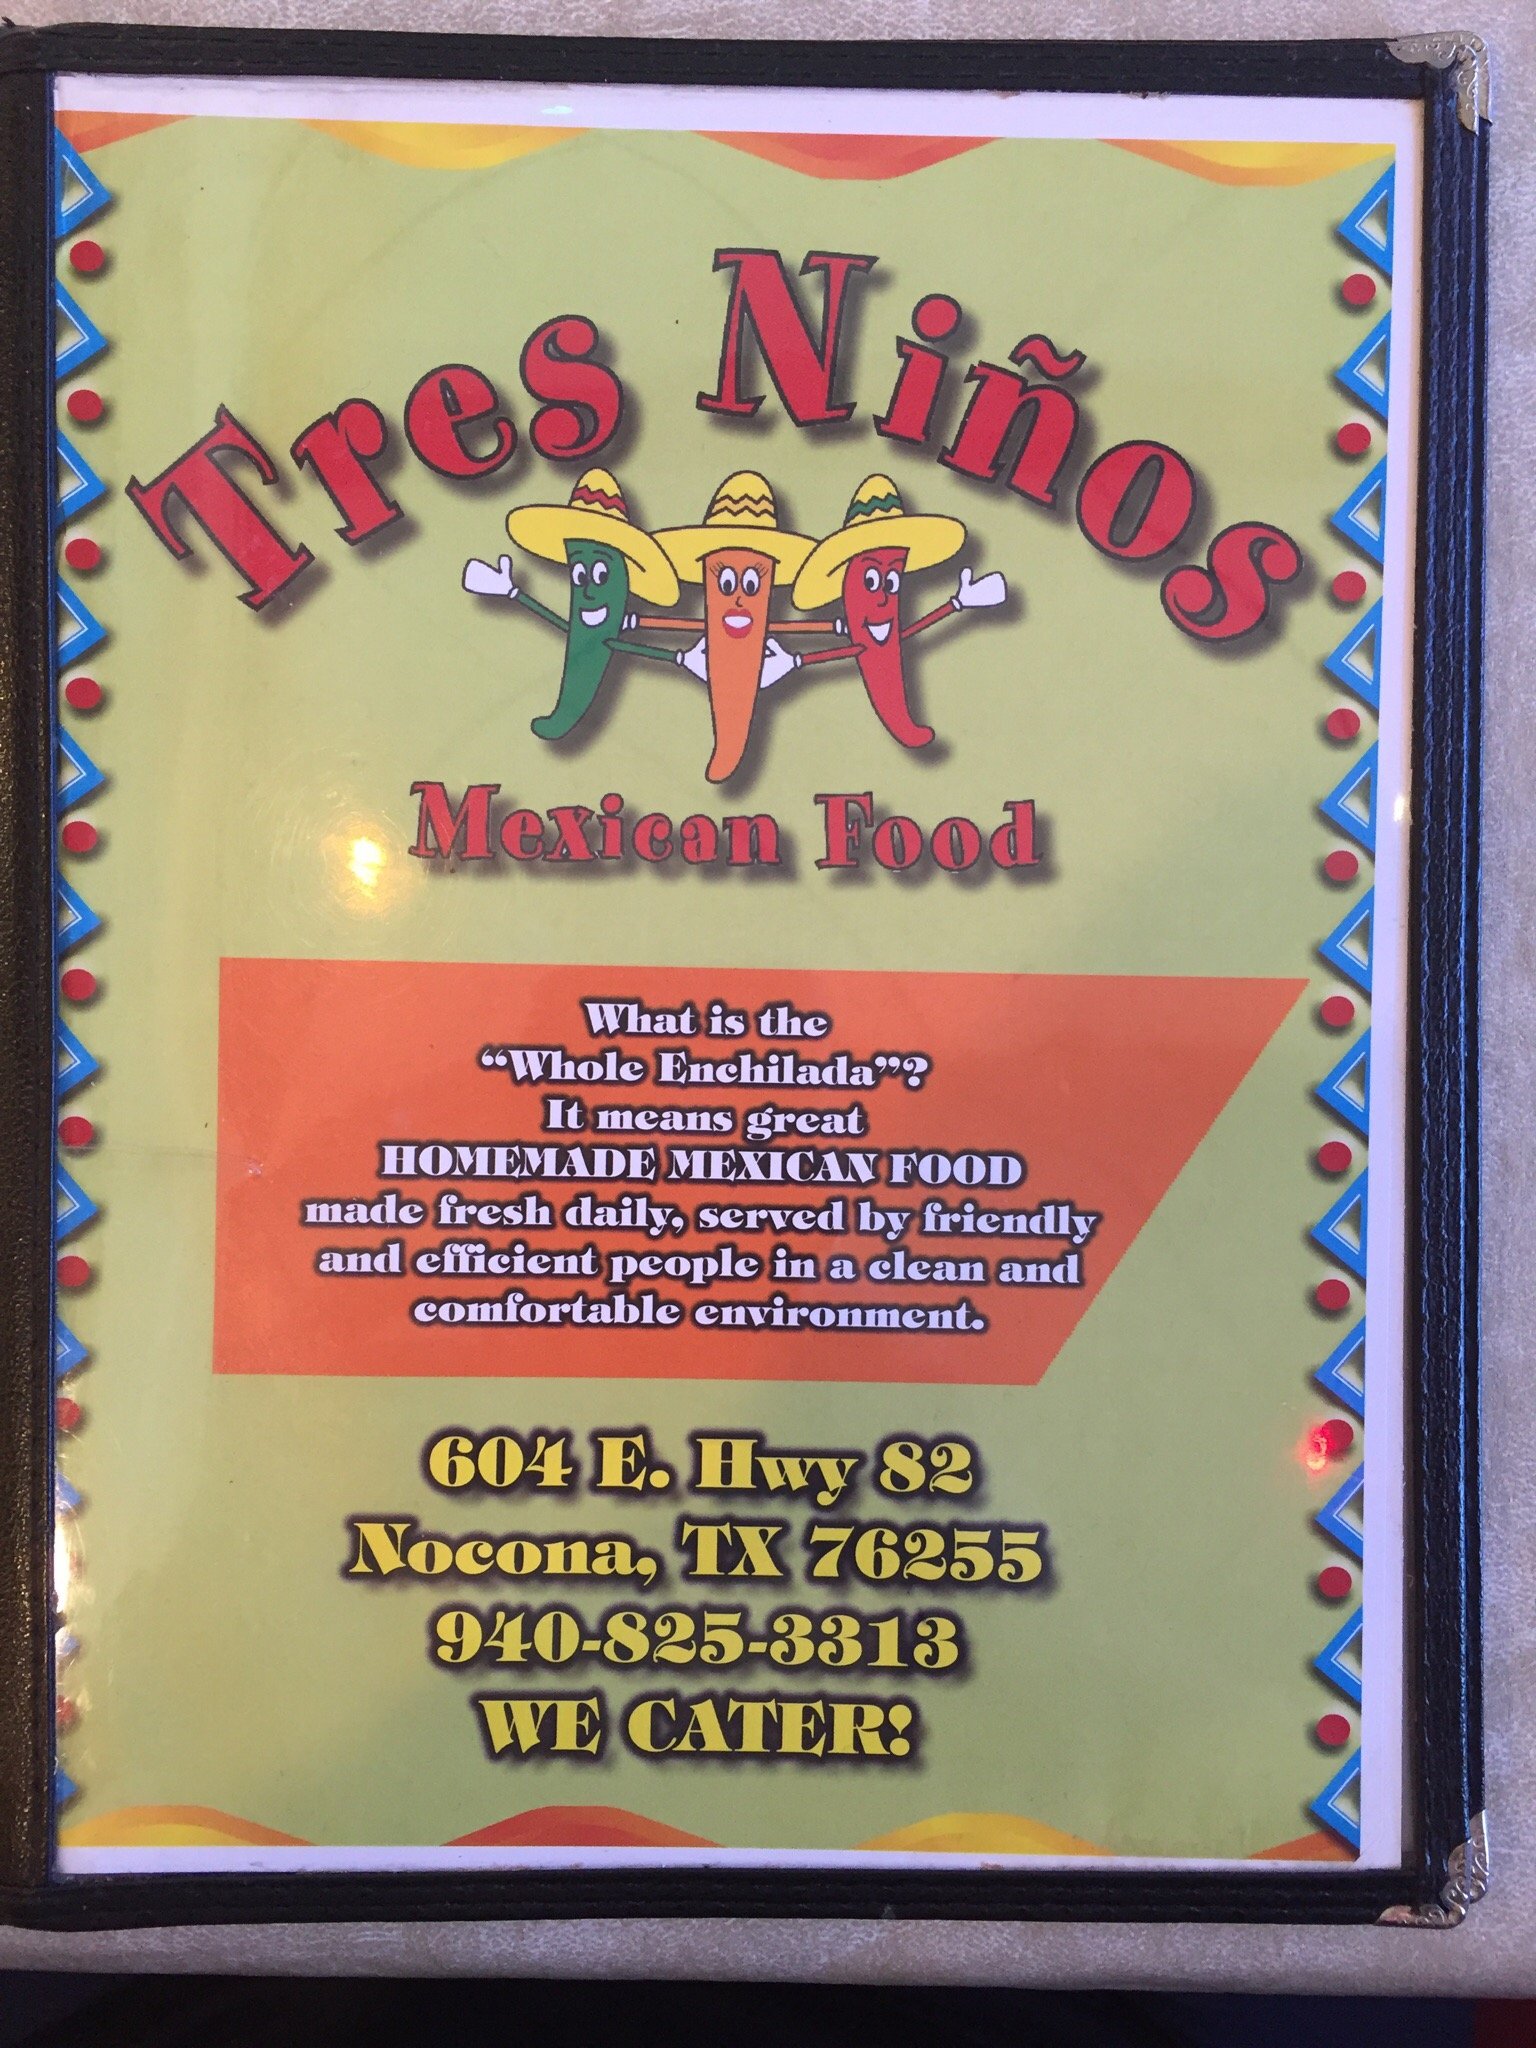 Tres Niños
Mexican Food
What is the
“Whole Enchilada”?
It means great
HOMEMADE MEXICAN FOOD
made fresh daily, served by friendly
and efficient people in a clean and
comfortable environment.
604 E. Hwy 82
Nocona, TX 76255
940-825-3313
WE CATER!